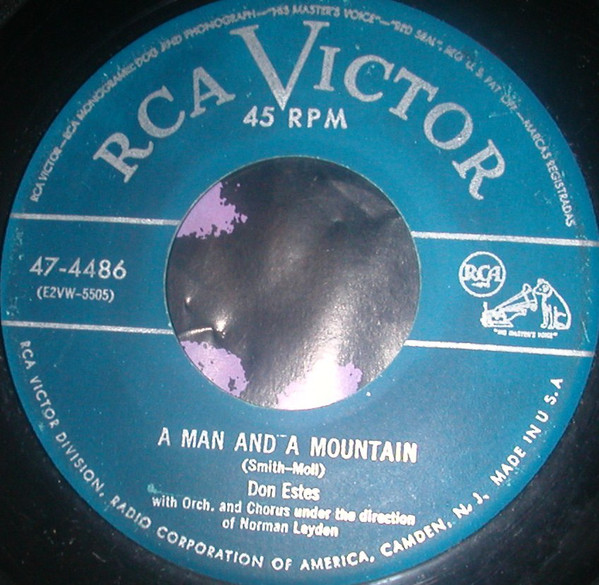 RCA VICTOR—RCA MONOGRAM—DOG AND PHONOGRAPH—"HIS MASTER'S VOICE"—"RED SEAL", REG. U.S. PAT. OFF.—MARCAS REGISTRADAS
RCA VICTOR
45 RPM
47-4486
(E2VW-5505)
RCA
"HIS MASTER'S VOICE"
A MAN AND A MOUNTAIN
(Smith-Moll)
Don Estes
with Orch. and Chorus under the direction
of Norman Leyden
RCA VICTOR DIVISION, RADIO CORPORATION OF AMERICA, CAMDEN, N. J., MADE IN U.S.A